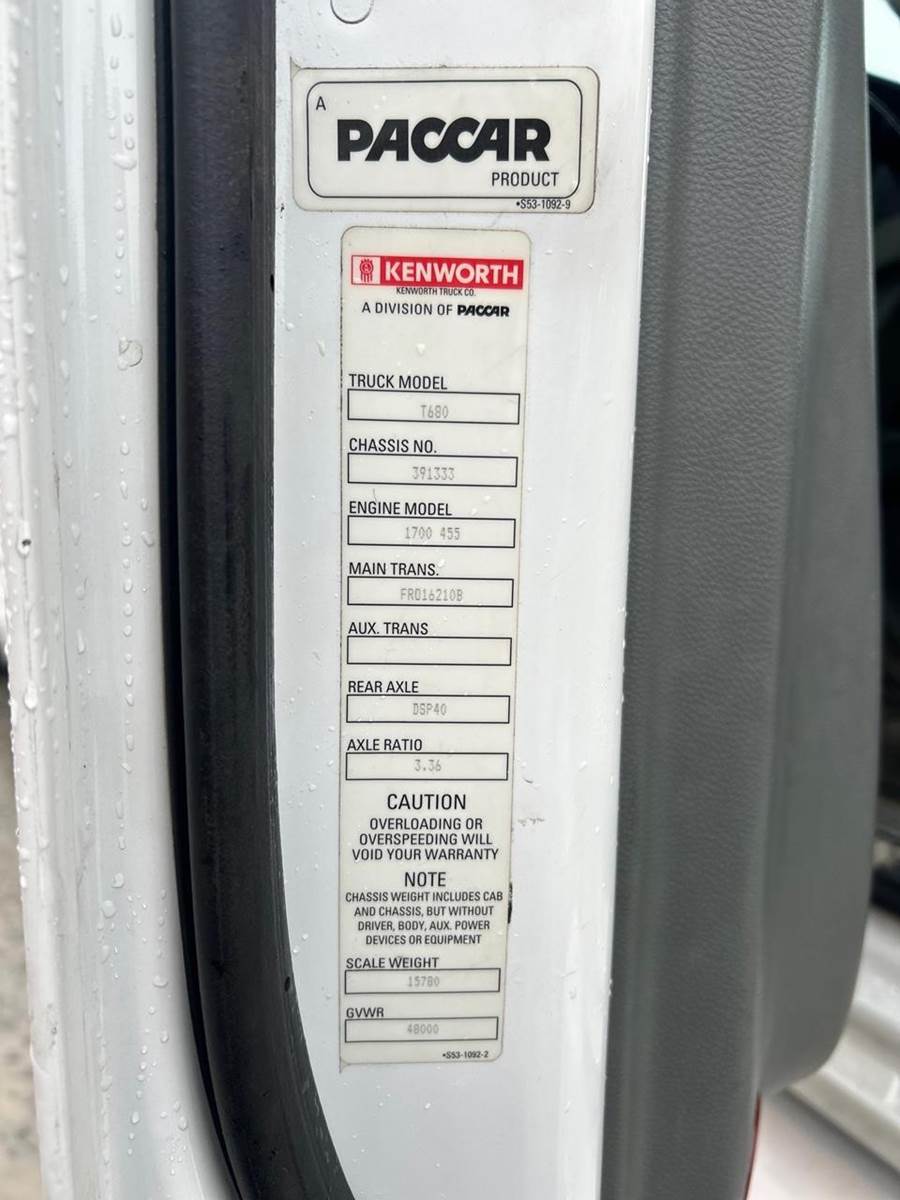 A
PACCAR
PRODUCT
•S53-1092-9
KENWORTH
KENWORTH TRUCK CO.
A DIVISION OF PACCAR
TRUCK MODEL
T680
CHASSIS NO.
391333
ENGINE MODEL
1700 455
MAIN TRANS.
FRO16210B
AUX. TRANS
REAR AXLE
DSP40
AXLE RATIO
3.36
CAUTION
OVERLOADING OR
OVERSPEEDING WILL
VOID YOUR WARRANTY
NOTE
CHASSIS WEIGHT INCLUDES CAB
AND CHASSIS, BUT WITHOUT
DRIVER, BODY, AUX. POWER
DEVICES OR EQUIPMENT
SCALE WEIGHT
15780
GVWR
48000
•S53-1092-2